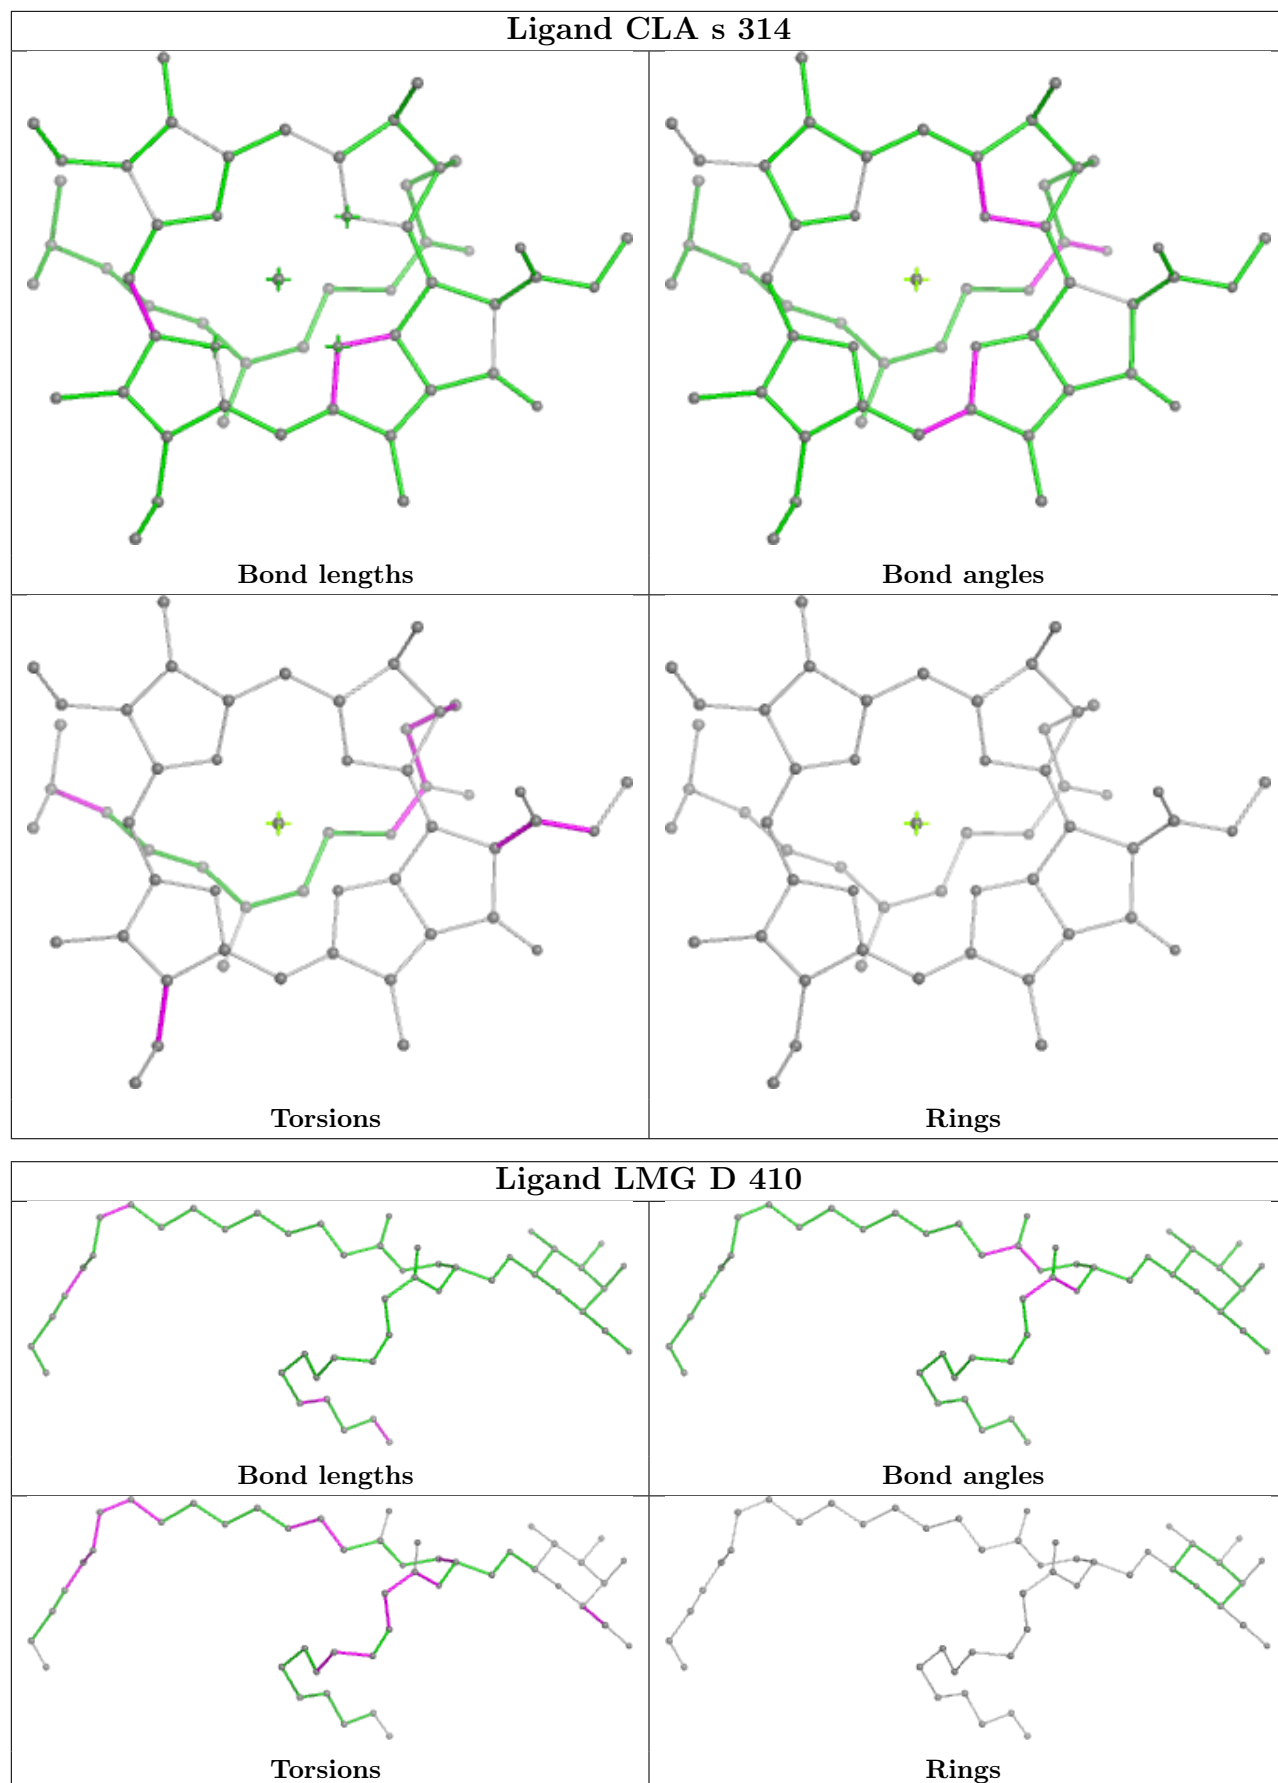 Ligand CLA s 314
Bond lengths
Bond angles
Torsions
Rings
Ligand LMG D 410
Bond lengths
Bond angles
Torsions
Rings